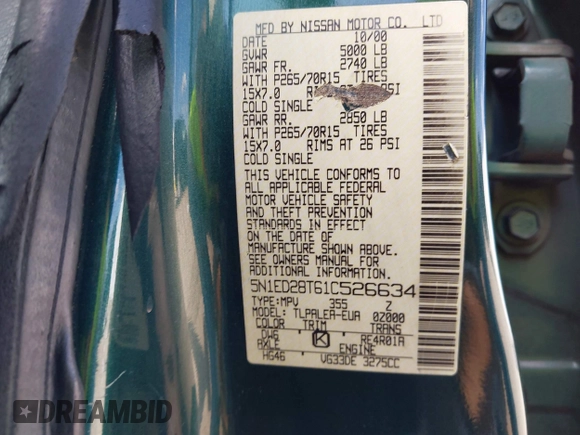 MFD BY NISSAN MOTOR CO. LTD
DATE 10/00
GVWR 5000 LB
GAWR FR. 2740 LB
WITH P265/70R15 TIRES
15X7.0 PSI
COLD SINGLE
GAWR RR. 2850 LB
WITH P265/70R15 TIRES
15X7.0 RIMS AT 26 PSI
COLD SINGLE
THIS VEHICLE CONFORMS TO
ALL APPLICABLE FEDERAL
MOTOR VEHICLE SAFETY
AND THEFT PREVENTION
STANDARDS IN EFFECT
ON THE DATE OF
MANUFACTURE SHOWN ABOVE.
SEE OWNERS MANUAL FOR
ADDITIONAL INFORMATION
5N1ED28T61C526634
TYPE:MPV 355 Z
MODEL: TLPALEA-EUA 0Z000
COLOR TRIM TRANS
DW6 K RE4R01A
AXLE ENGINE
HG46 VG33DE 3275CC
DREAMBID